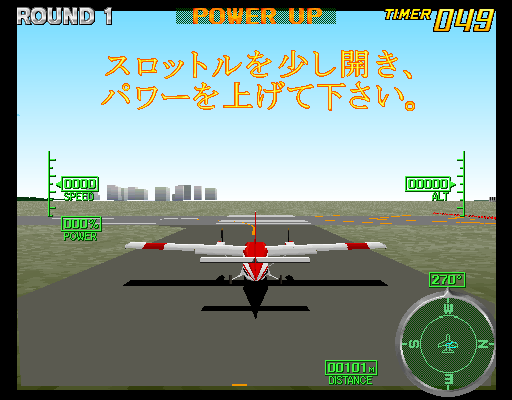 ROUND 1
POWER UP
TIMER 049
スロットルを少し開き、
パワーを上げて下さい。
0000
SPEED
00000
ALT
000%
POWER
270°
W
S
N
E
00101M
DISTANCE